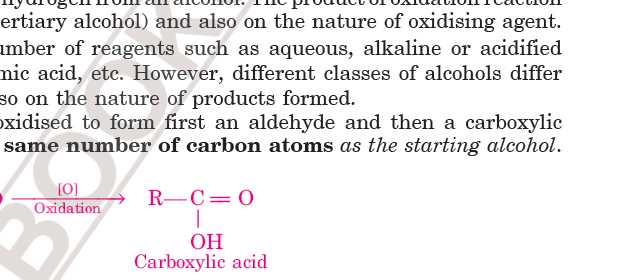 hydrogen from an alcohol. The product of oxidation reaction
ertiary alcohol) and also on the nature of oxidising agent.
umber of reagents such as aqueous, alkaline or acidified
mic acid, etc. However, different classes of alcohols differ
so on the nature of products formed.
oxidised to form first an aldehyde and then a carboxylic
same number of carbon atoms as the starting alcohol.
[O]
Oxidation
R—C=O
|
OH
Carboxylic acid
BOOK